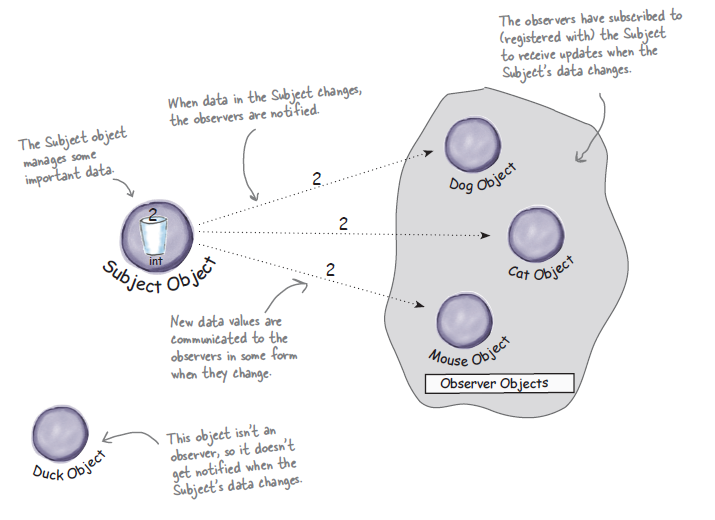 The observers have subscribed to
(registered with) the Subject
to receive updates when the
Subject's data changes.
When data in the Subject changes,
the observers are notified.
The Subject object
manages some
important data.
2
int
Subject Object
2
2
2
Dog Object
Cat Object
Mouse Object
Observer Objects
New data values are
communicated to the
observers in some form
when they change.
Duck Object
This object isn't an
observer, so it doesn't
get notified when the
Subject's data changes.